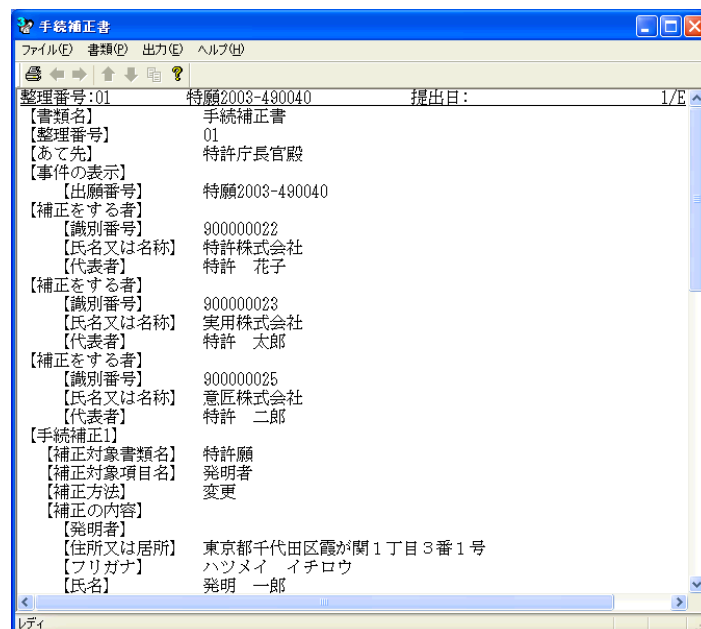 手続補正書
ファイル(F) 書類(P) 出力(E) ヘルプ(H)
整理番号:01 特願2003-490040 提出日: 1/E
【書類名】 手続補正書
【整理番号】 01
【あて先】 特許庁長官殿
【事件の表示】
【出願番号】 特願2003-490040
【補正をする者】
【識別番号】 900000022
【氏名又は名称】 特許株式会社
【代表者】 特許 花子
【補正をする者】
【識別番号】 900000023
【氏名又は名称】 実用株式会社
【代表者】 特許 太郎
【補正をする者】
【識別番号】 900000025
【氏名又は名称】 意匠株式会社
【代表者】 特許 二郎
【手続補正1】
【補正対象書類名】 特許願
【補正対象項目名】 発明者
【補正方法】 変更
【補正の内容】
【発明者】
【住所又は居所】 東京都千代田区霞が関1丁目3番1号
【フリガナ】 ハツメイ イチロウ
【氏名】 発明 一郎
レディ